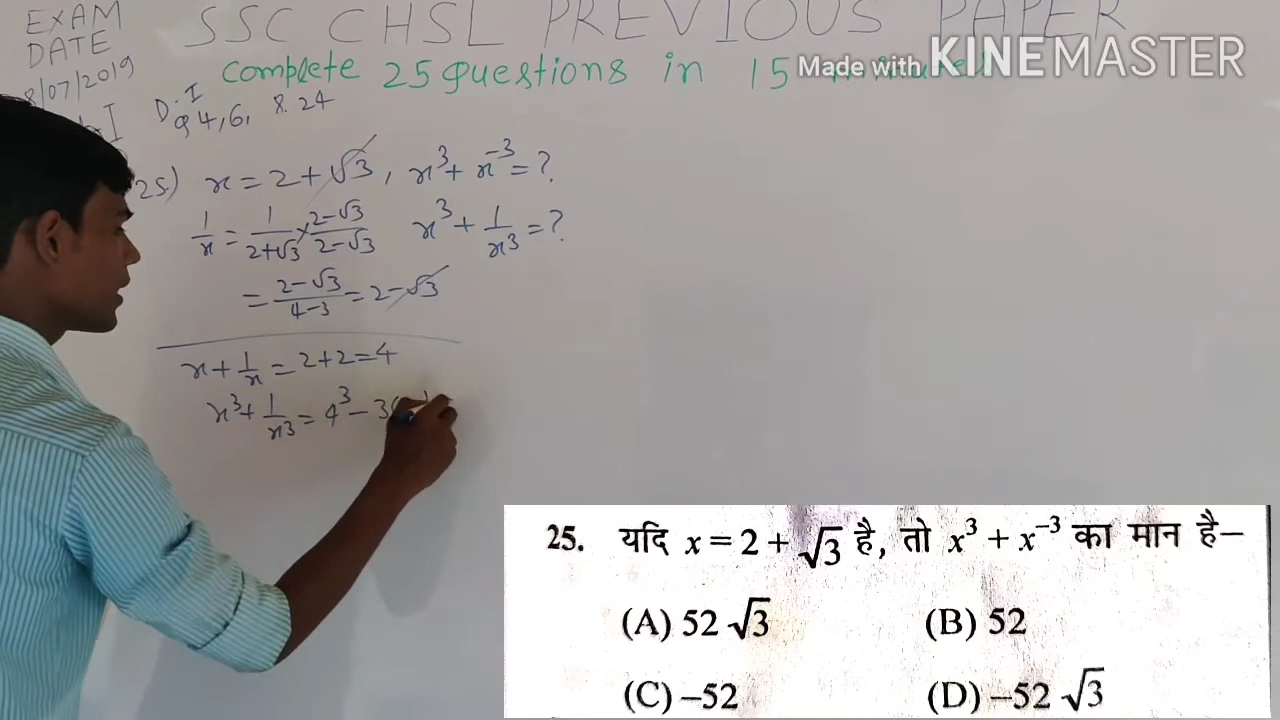 EXAM
DATE
8/07/2019
SSC CHSL PREVIOUS PAPER
Complete 25 Questions in 15
Made with KINEMASTER
D.I
Q 4, 6, 8. 24
25.) x = 2 + √3, x³ + x⁻³ = ?
1/x = 1/(2+√3) × (2-√3)/(2-√3)
x³ + 1/x³ = ?
= (2-√3)/(4-3) = 2-√3
x + 1/x = 2+2 = 4
x³ + 1/x³ = 4³ - 3
25. यदि x = 2 + √3 है, तो x³ + x⁻³ का मान है–
(A) 52 √3 (B) 52
(C) –52 (D) –52 √3